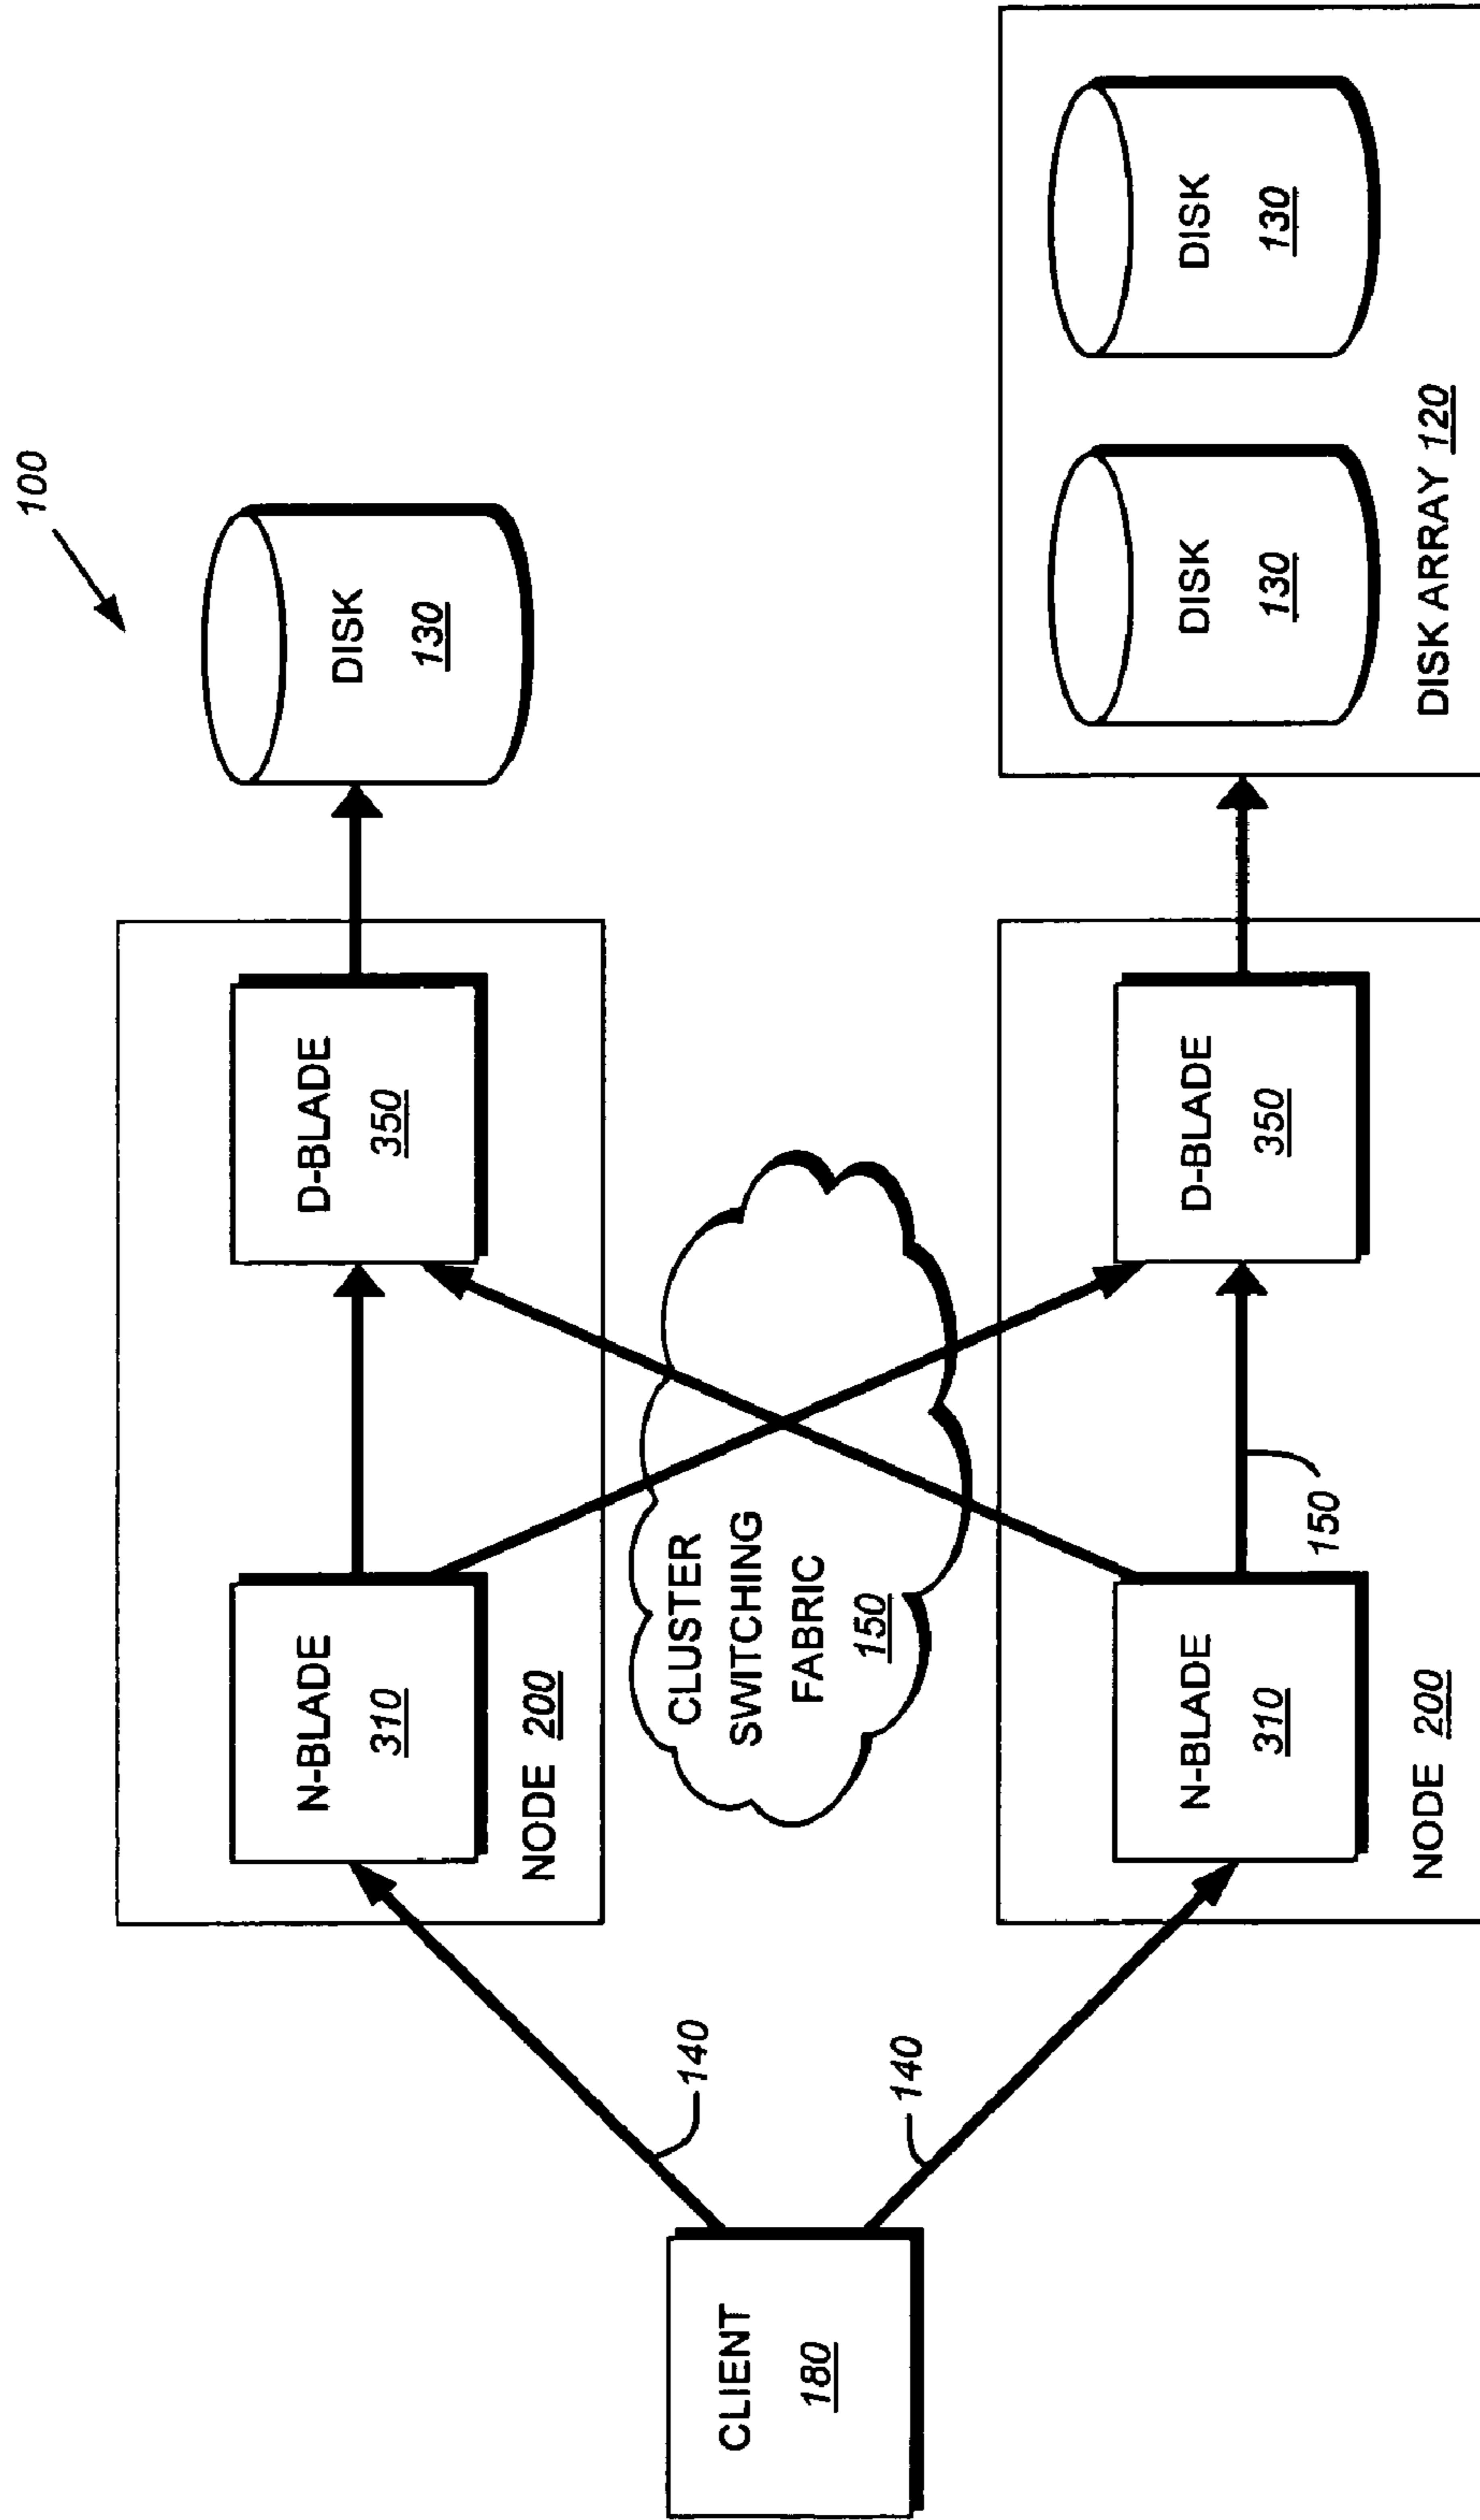 100
N-BLADE
310
D-BLADE
350
NODE 200
DISK
130
CLIENT
180
140
140
CLUSTER
SWITCHING
FABRIC
150
N-BLADE
310
150
D-BLADE
350
NODE 200
DISK
130
DISK
130
DISK ARRAY 120